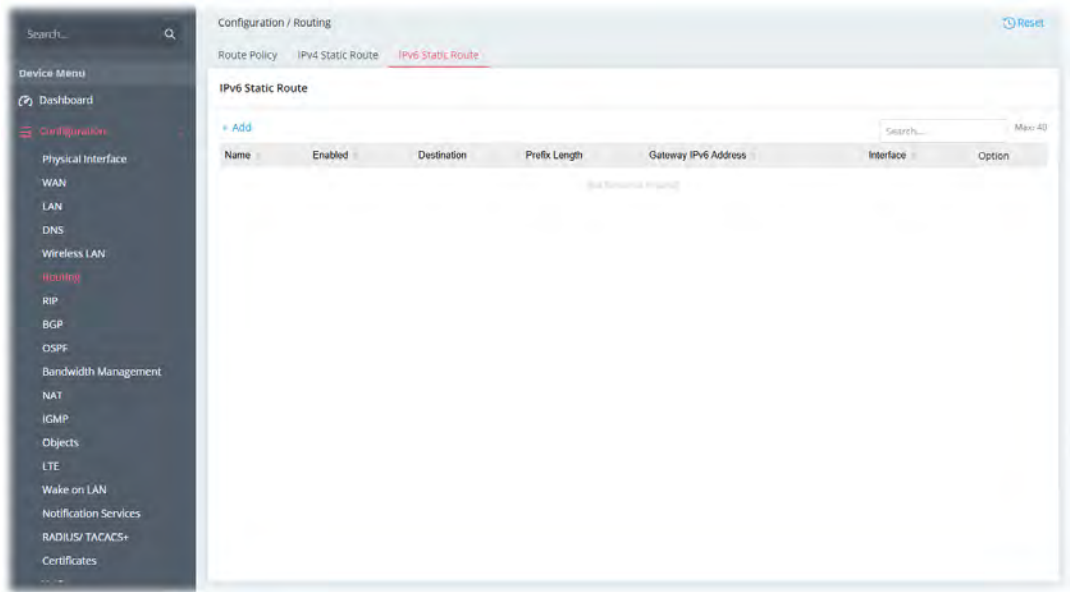 Search...
Device Menu
Dashboard
Configuration
Physical Interface
WAN
LAN
DNS
Wireless LAN
Routing
RIP
BGP
OSPF
Bandwidth Management
NAT
IGMP
Objects
LTE
Wake on LAN
Notification Services
RADIUS/ TACACS+
Certificates
Configuration / Routing
Reset
Route Policy IPv4 Static Route IPv6 Static Route
IPv6 Static Route
+ Add
Search... Max: 40
Name Enabled Destination Prefix Length Gateway IPv6 Address Interface Option